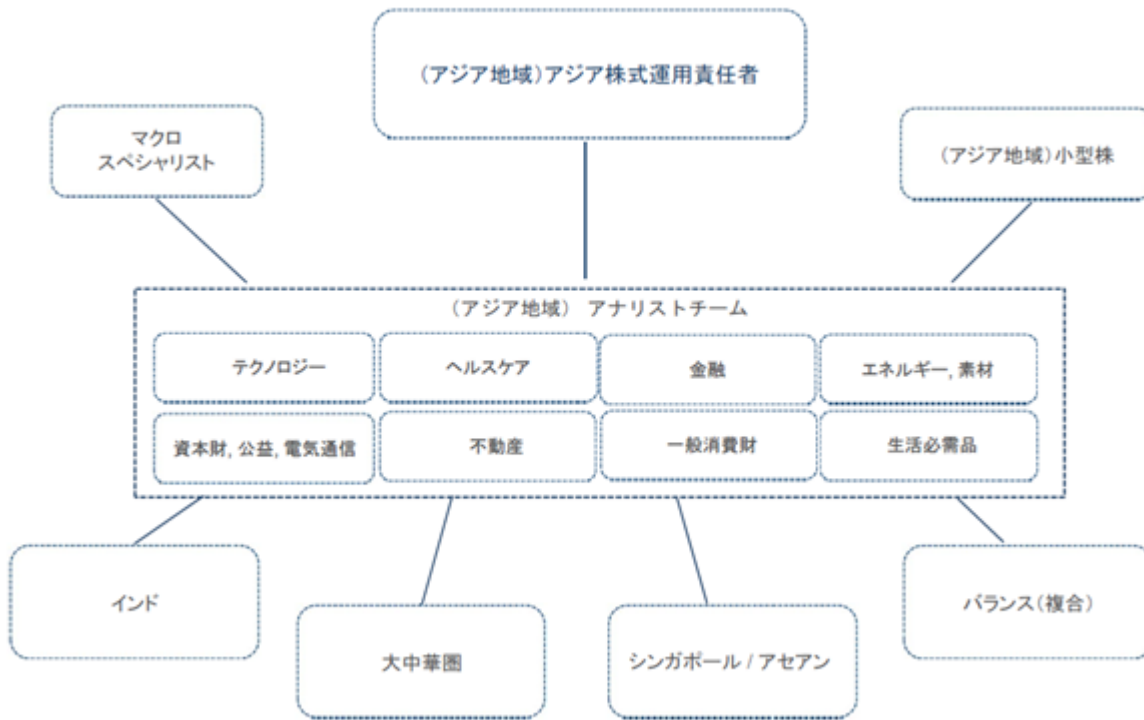 (アジア地域)アジア株式運用責任者
マクロ
スペシャリスト
(アジア地域)小型株
(アジア地域) アナリストチーム
テクノロジー
ヘルスケア
金融
エネルギー, 素材
資本財, 公益, 電気通信
不動産
一般消費財
生活必需品
インド
大中華圏
シンガポール / アセアン
バランス(複合)